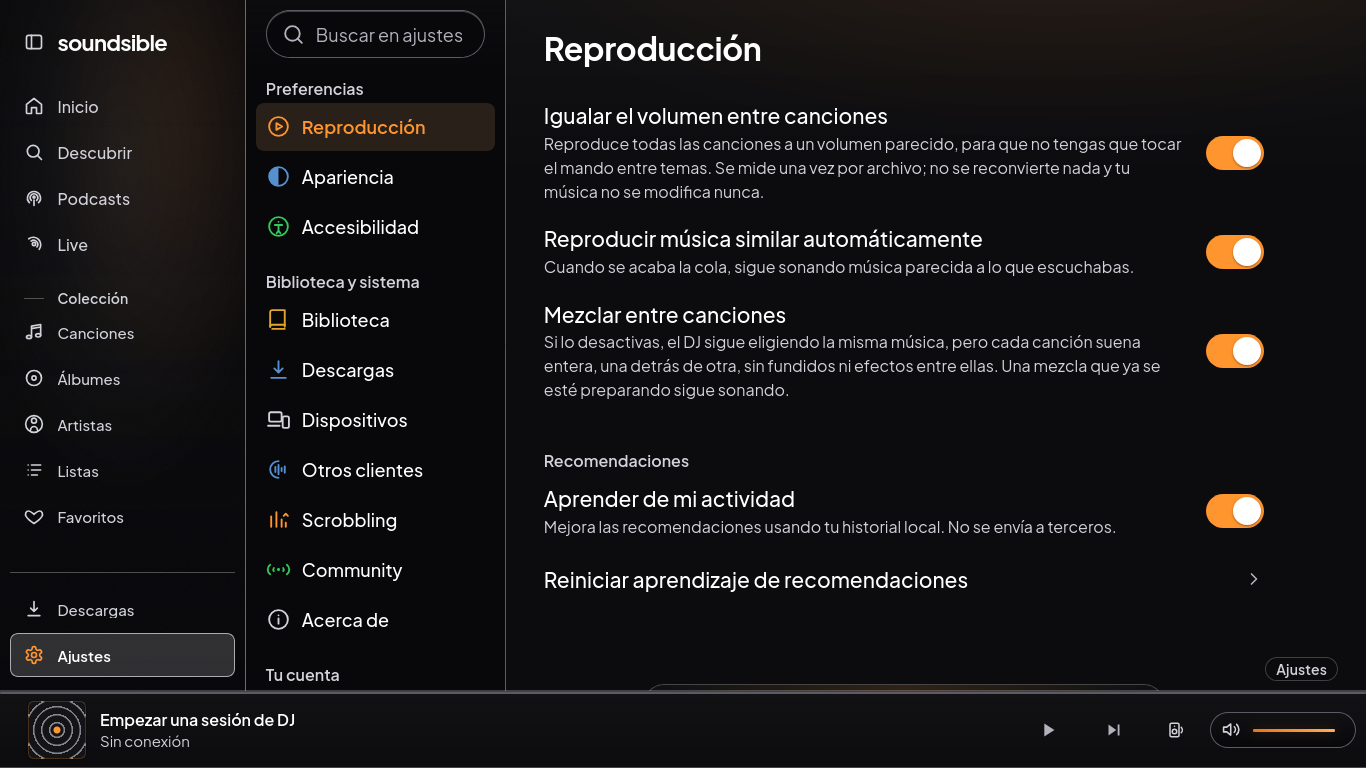 soundsible
Inicio
Descubrir
Podcasts
Live
Colección
Canciones
Álbumes
Artistas
Listas
Favoritos
Descargas
Ajustes
Buscar en ajustes
Preferencias
Reproducción
Apariencia
Accesibilidad
Biblioteca y sistema
Biblioteca
Descargas
Dispositivos
Otros clientes
Scrobbling
Community
Acerca de
Tu cuenta
Reproducción
Igualar el volumen entre canciones
Reproduce todas las canciones a un volumen parecido, para que no tengas que tocar
el mando entre temas. Se mide una vez por archivo; no se reconvierte nada y tu
música no se modifica nunca.
Reproducir música similar automáticamente
Cuando se acaba la cola, sigue sonando música parecida a lo que escuchabas.
Mezclar entre canciones
Si lo desactivas, el DJ sigue eligiendo la misma música, pero cada canción suena
entera, una detrás de otra, sin fundidos ni efectos entre ellas. Una mezcla que ya se
esté preparando sigue sonando.
Recomendaciones
Aprender de mi actividad
Mejora las recomendaciones usando tu historial local. No se envía a terceros.
Reiniciar aprendizaje de recomendaciones
Ajustes
Empezar una sesión de DJ
Sin conexión